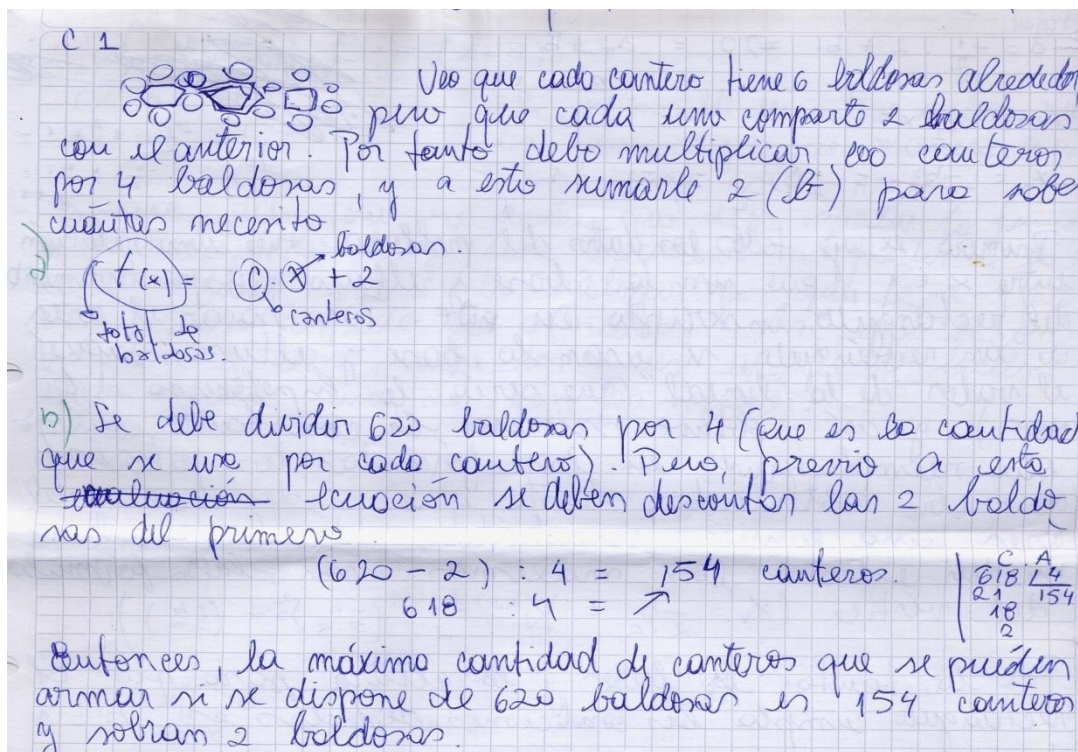 C 1
Veo que cada cantero tiene 6 baldosas alrededor
pero que cada uno comparte 2 baldosas
con el anterior. Por tanto debo multiplicar los canteros
por 4 baldosas, y a esto sumarle 2 (b) para sabe
cuántas necesito
a) f(x) = C · x + 2
baldosas.
canteros
total de
baldosas.
b) Se debe dividir 620 baldosas por 4 (que es la cantidad
que se usa por cada cantero). Pero, previo a esta
ecuación se deben descontar las 2 baldo
sas del primero.
(620 - 2) : 4 = 154 canteros.
618 : 4 =
C. A.
618 4
21 154
18
2
Entonces, la máxima cantidad de canteros que se pueden
armar si se dispone de 620 baldosas es 154 canteros
y sobran 2 baldosas.